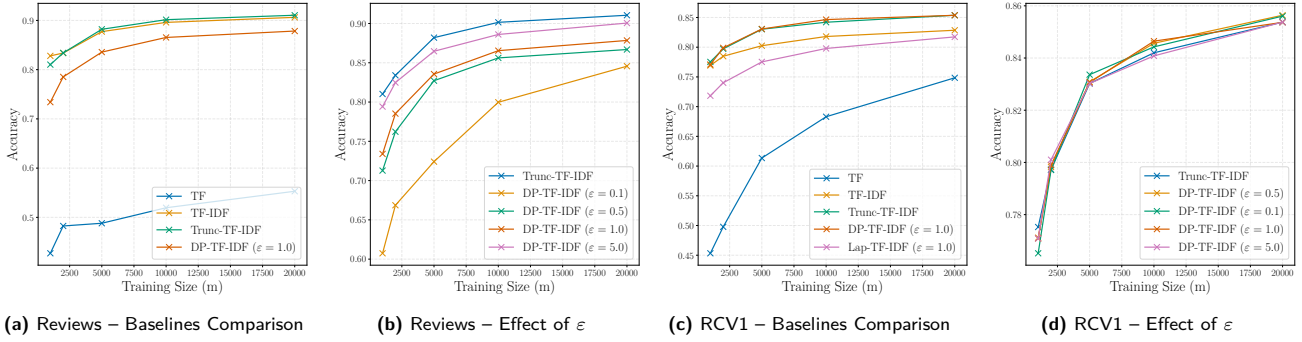 Accuracy
0.9
0.8
0.7
0.6
0.5
2500 5000 7500 10000 12500 15000 17500 20000
Training Size (m)
TF
TF-IDF
Trunc-TF-IDF
DP-TF-IDF (ε = 1.0)
(a) Reviews – Baselines Comparison
Accuracy
0.90
0.85
0.80
0.75
0.70
0.65
0.60
2500 5000 7500 10000 12500 15000 17500 20000
Training Size (m)
Trunc-TF-IDF
DP-TF-IDF (ε = 0.1)
DP-TF-IDF (ε = 0.5)
DP-TF-IDF (ε = 1.0)
DP-TF-IDF (ε = 5.0)
(b) Reviews – Effect of ε
Accuracy
0.85
0.80
0.75
0.70
0.65
0.60
0.55
0.50
0.45
2500 5000 7500 10000 12500 15000 17500 20000
Training Size (m)
TF
TF-IDF
Trunc-TF-IDF
DP-TF-IDF (ε = 1.0)
Lap-TF-IDF (ε = 1.0)
(c) RCV1 – Baselines Comparison
Accuracy
0.86
0.84
0.82
0.80
0.78
2500 5000 7500 10000 12500 15000 17500 20000
Training Size (m)
Trunc-TF-IDF
DP-TF-IDF (ε = 0.5)
DP-TF-IDF (ε = 0.1)
DP-TF-IDF (ε = 1.0)
DP-TF-IDF (ε = 5.0)
(d) RCV1 – Effect of ε